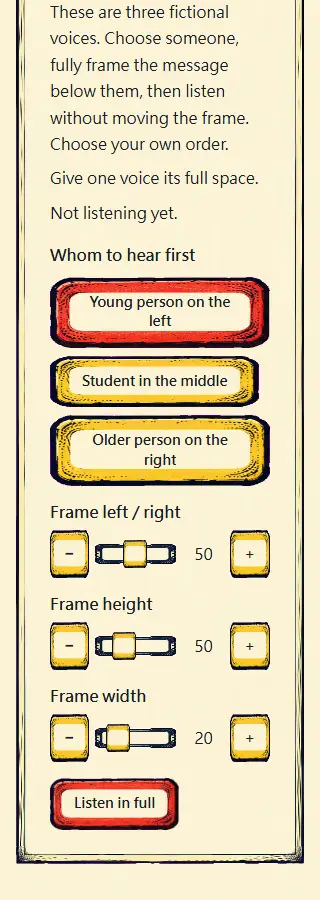 These are three fictional
voices. Choose someone,
fully frame the message
below them, then listen
without moving the frame.
Choose your own order.
Give one voice its full space.
Not listening yet.
Whom to hear first
Young person on the
left
Student in the middle
Older person on the
right
Frame left / right
− 50 +
Frame height
− 50 +
Frame width
− 20 +
Listen in full